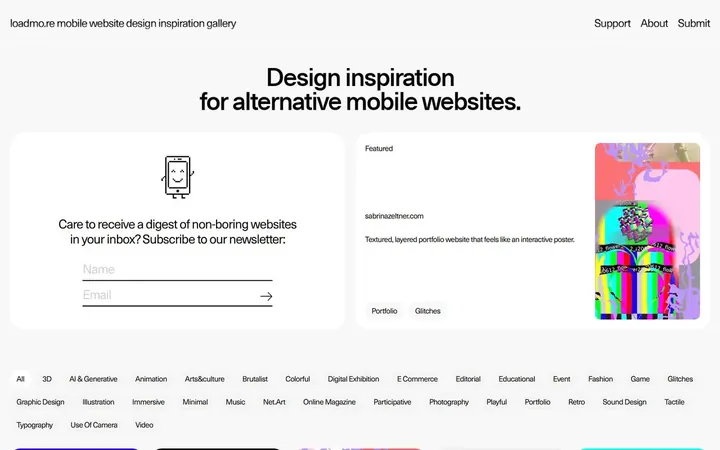 loadmo.re mobile website design inspiration gallery
Support About Submit
Design inspiration
for alternative mobile websites.
Care to receive a digest of non-boring websites
in your inbox? Subscribe to our newsletter:
Name
Email
Featured
sabrinazeltner.com
Textured, layered portfolio website that feels like an interactive poster.
Portfolio Glitches
All 3D AI & Generative Animation Arts&culture Brutalist Colorful Digital Exhibition E Commerce Editorial Educational Event Fashion Game Glitches
Graphic Design Illustration Immersive Minimal Music Net.Art Online Magazine Participative Photography Playful Portfolio Retro Sound Design Tactile
Typography Use Of Camera Video